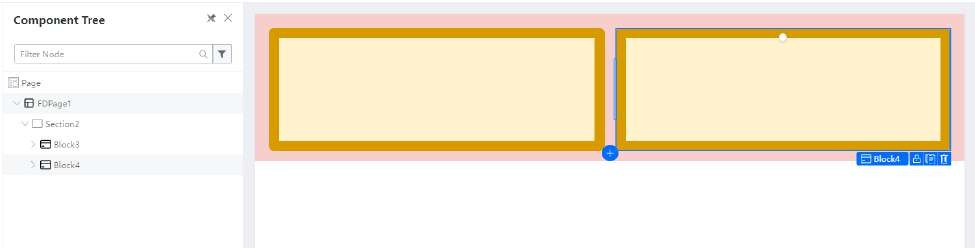 Component Tree
Filter Node
Page
FDPage1
Section2
Block3
Block4
Block4